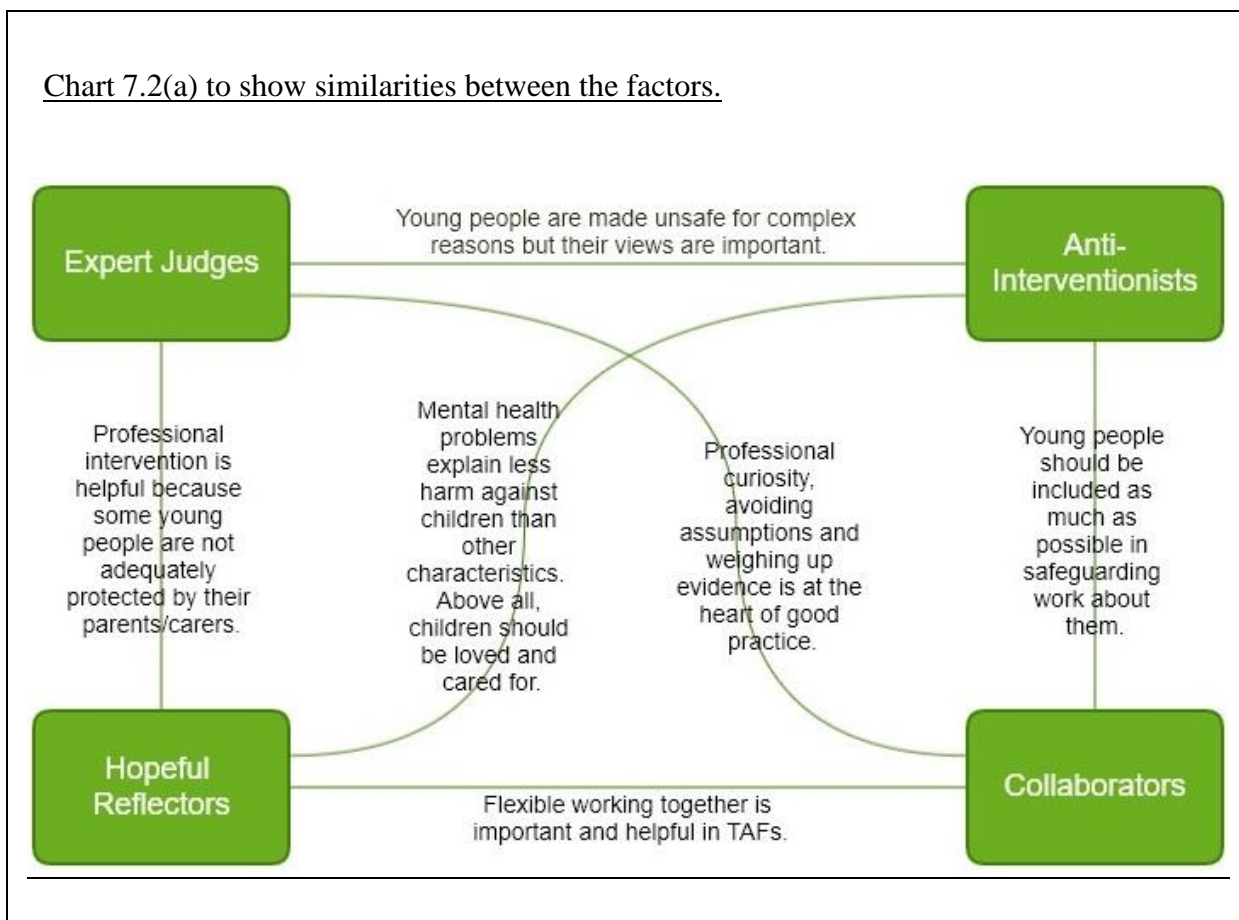 Chart 7.2(a) to show similarities between the factors.
Expert Judges
Young people are made unsafe for complex
reasons but their views are important.
Anti-
Interventionists
Professional
intervention is
helpful because
some young
people are not
adequately
protected by their
parents/carers.
Mental health
problems
explain less
harm against
children than
other
characteristics.
Above all,
children should
be loved and
cared for.
Professional
curiosity,
avoiding
assumptions and
weighing up
evidence is at the
heart of good
practice.
Young people
should be
included as
much as
possible in
safeguarding
work about
them.
Hopeful
Reflectors
Flexible working together is
important and helpful in TAFs.
Collaborators